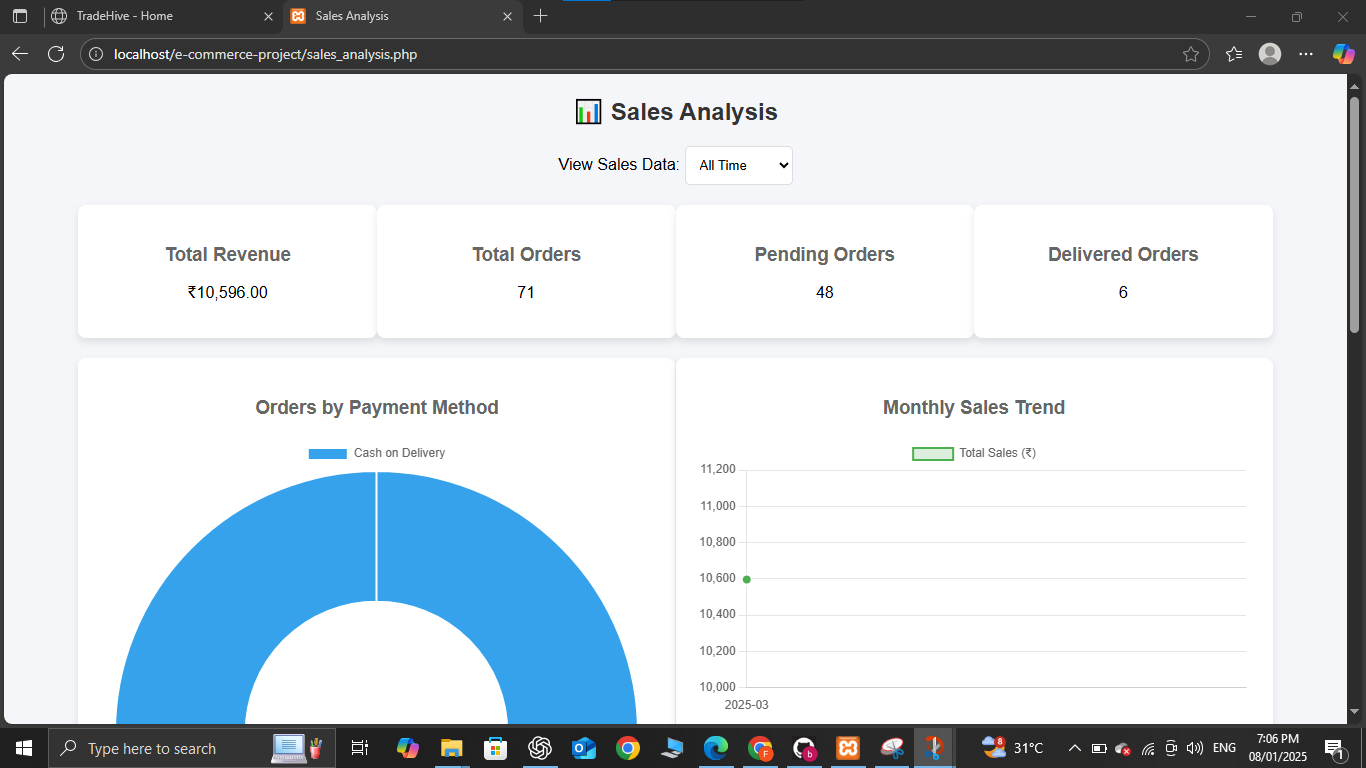 TradeHive - Home
Sales Analysis
localhost/e-commerce-project/sales_analysis.php
📊 Sales Analysis
View Sales Data: All Time
Total Revenue
₹10,596.00
Total Orders
71
Pending Orders
48
Delivered Orders
6
Orders by Payment Method
Cash on Delivery
Monthly Sales Trend
Total Sales (₹)
11,200
11,000
10,800
10,600
10,400
10,200
10,000
2025-03
Type here to search
F
b
8
31°C
ENG
7:06 PM
08/01/2025
1